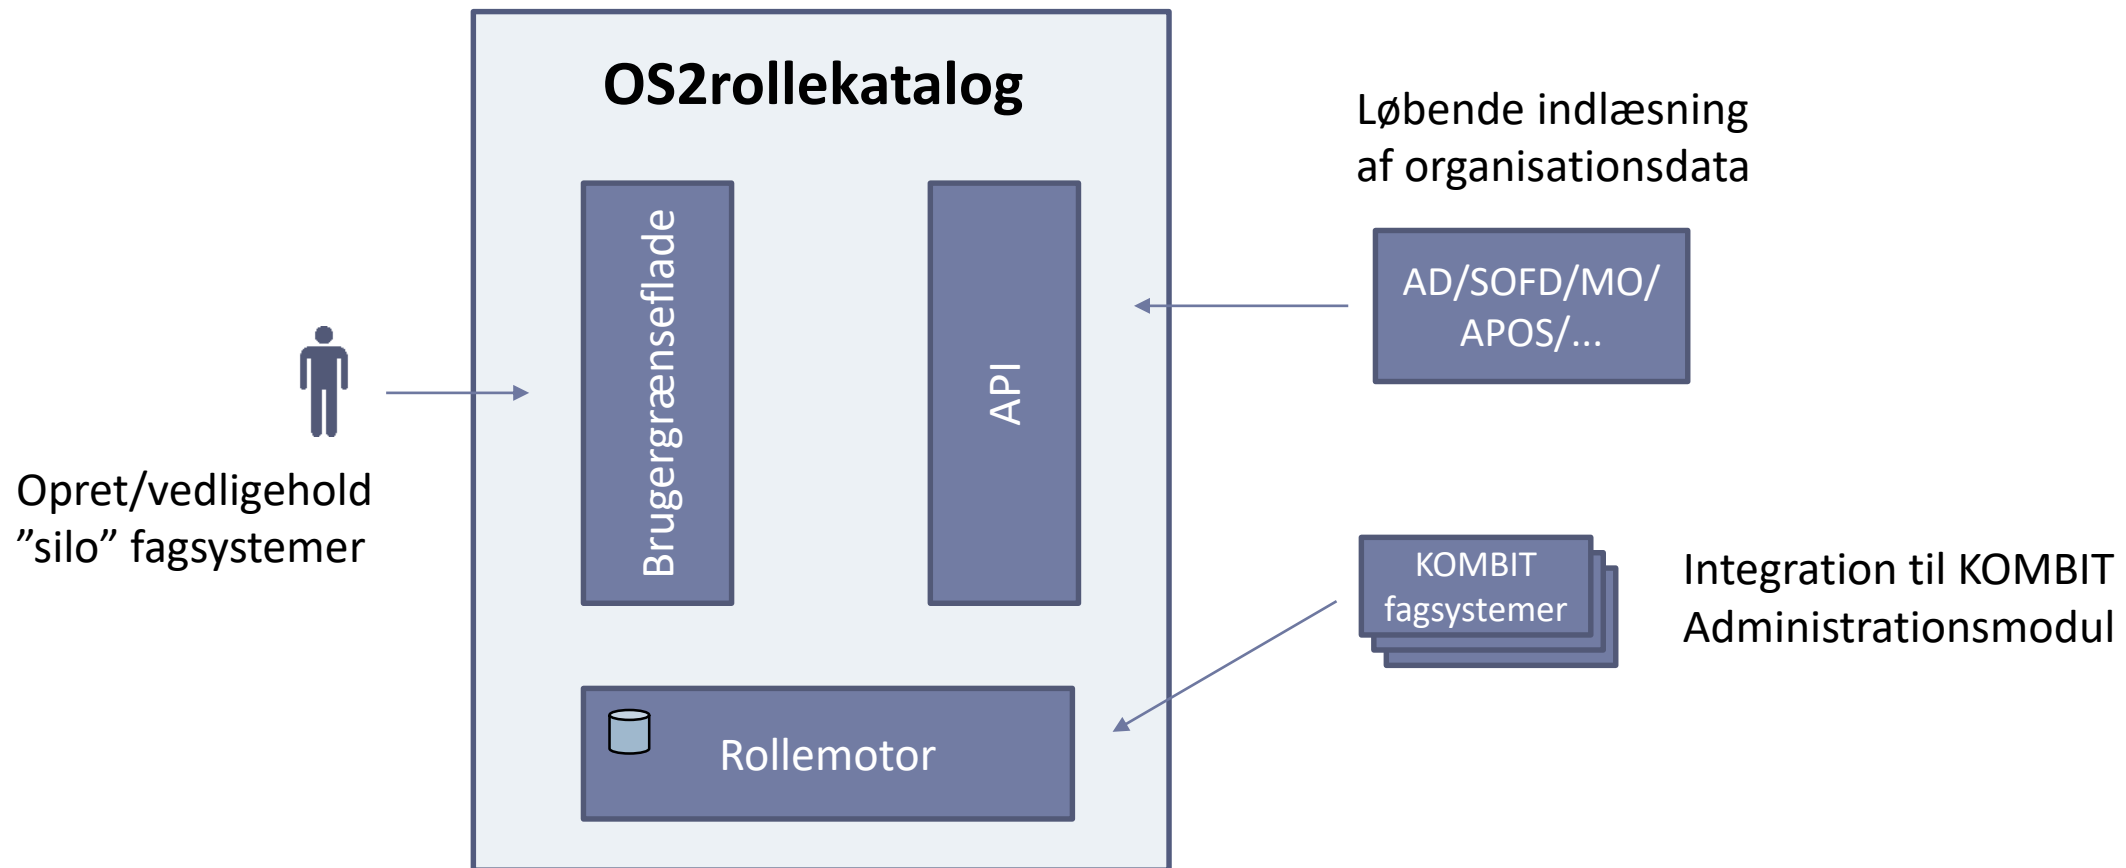 OS2rollekatalog
Brugergrænseflade
API
Rollemotor
Opret/vedligehold
”silo” fagsystemer
Løbende indlæsning
af organisationsdata
AD/SOFD/MO/
APOS/...
KOMBIT
fagsystemer
Integration til KOMBIT
Administrationsmodul